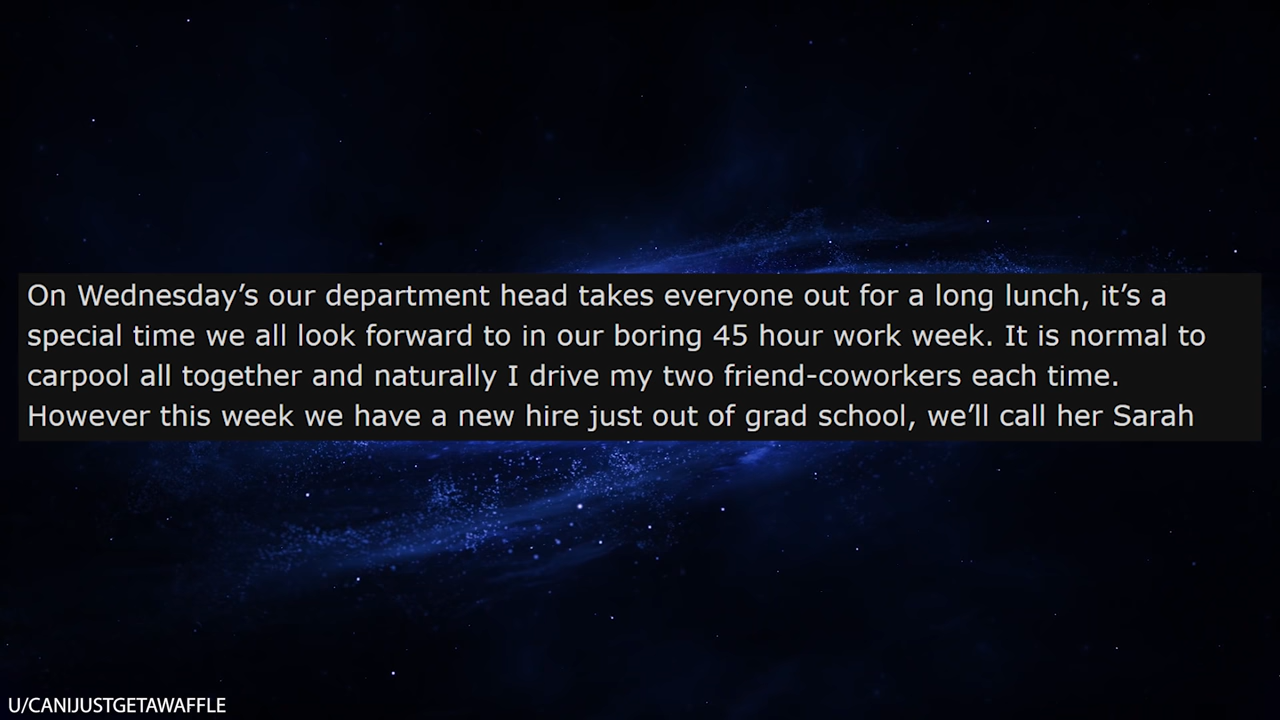 On Wednesday’s our department head takes everyone out for a long lunch, it’s a
special time we all look forward to in our boring 45 hour work week. It is normal to
carpool all together and naturally I drive my two friend-coworkers each time.
However this week we have a new hire just out of grad school, we’ll call her Sarah
U/CANIJUSTGETAWAFFLE